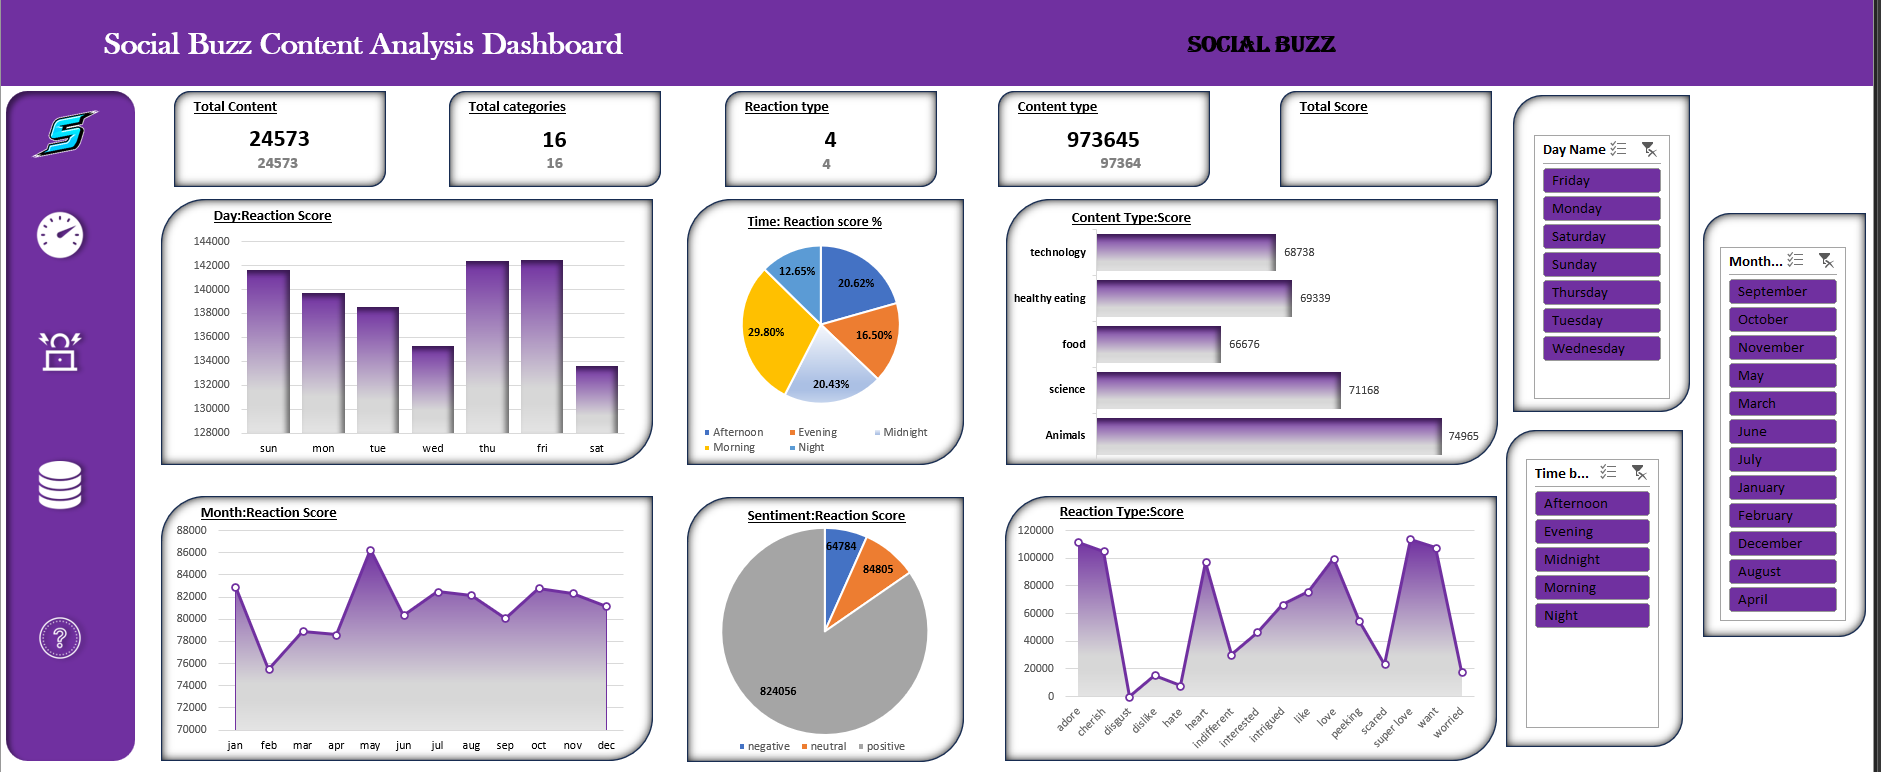 Social Buzz Content Analysis Dashboard
SOCIAL BUZZ
Total Content
24573
24573
Total categories
16
16
Reaction type
4
4
Content type
973645
97364
Total Score
Day:Reaction Score
144000
142000
140000
138000
136000
134000
132000
130000
128000
sun mon tue wed thu fri sat
Time: Reaction score %
12.65%
20.62%
29.80%
16.50%
20.43%
Afternoon Evening Midnight
Morning Night
Content Type:Score
technology 68738
healthy eating 69339
food 66676
science 71168
Animals 74965
Month:Reaction Score
88000
86000
84000
82000
80000
78000
76000
74000
72000
70000
jan feb mar apr may jun jul aug sep oct nov dec
Sentiment:Reaction Score
64784
84805
824056
negative neutral positive
Reaction Type:Score
120000
100000
80000
60000
40000
20000
0
adore cherish disgust dislike hate heart indifferent interested intrigued like love peeking scared super love want worried
Day Name
Friday
Monday
Saturday
Sunday
Thursday
Tuesday
Wednesday
Time b...
Afternoon
Evening
Midnight
Morning
Night
Month...
September
October
November
May
March
June
July
January
February
December
August
April